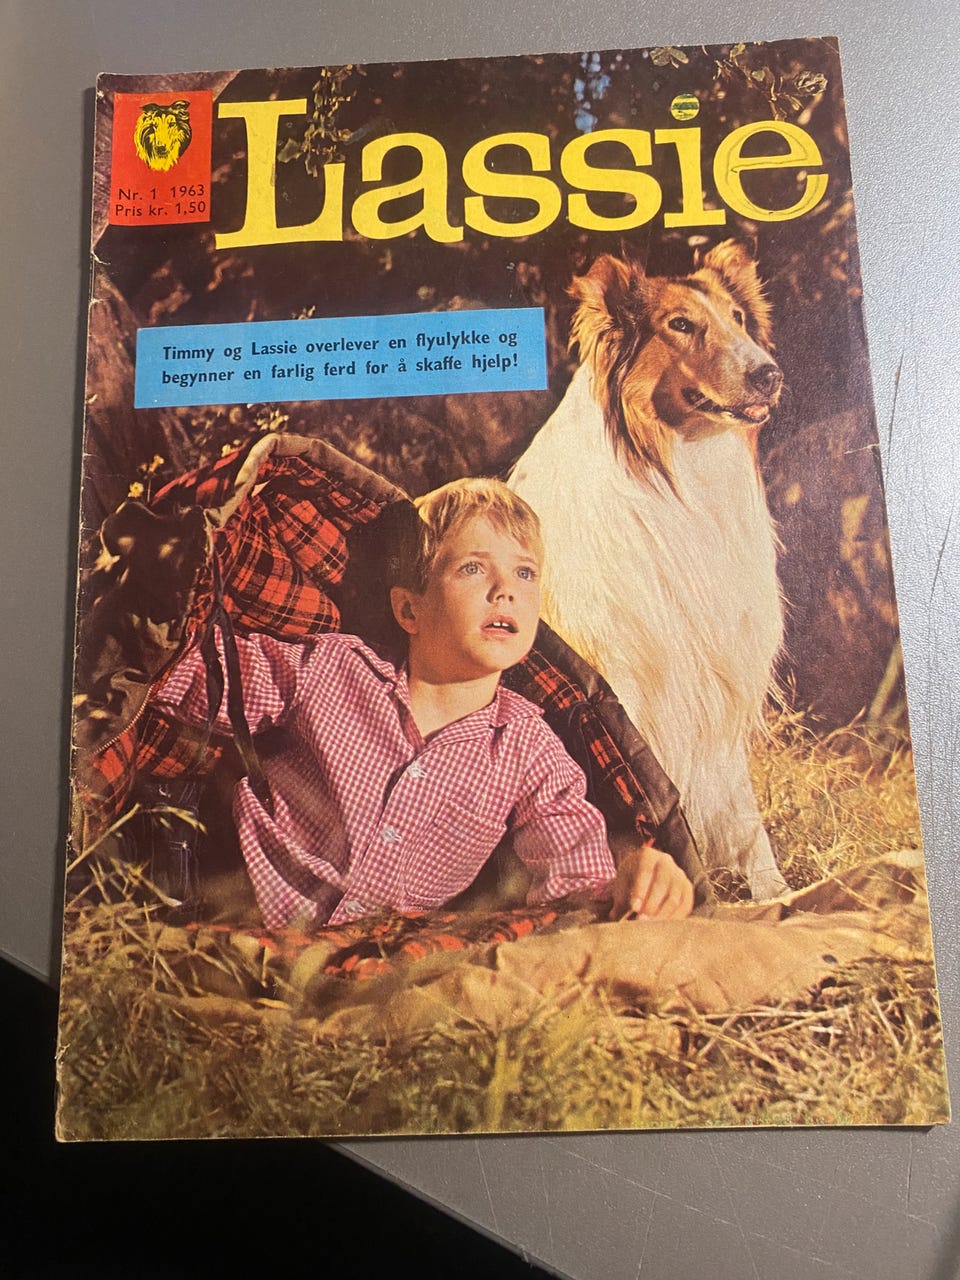 Lassie
Nr. 1 1963
Pris kr. 1,50
Timmy og Lassie overlever en flyulykke og
begynner en farlig ferd for å skaffe hjelp!